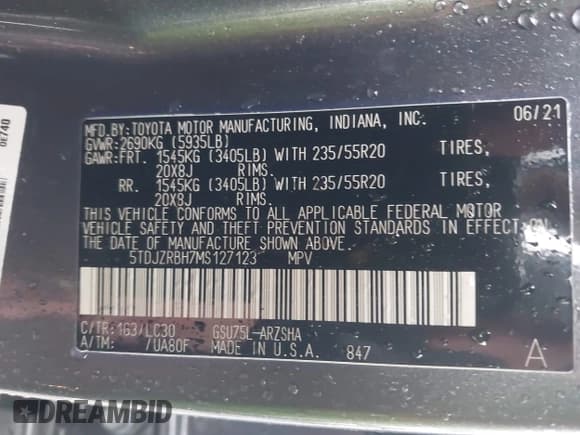 0E740
MFD. BY: TOYOTA MOTOR MANUFACTURING, INDIANA, INC. 06/21
GVWR: 2690KG (5935LB)
GAWR: FRT. 1545KG (3405LB) WITH 235/55R20 TIRES,
20X8J RIMS.
RR. 1545KG (3405LB) WITH 235/55R20 TIRES,
20X8J RIMS.
THIS VEHICLE CONFORMS TO ALL APPLICABLE FEDERAL MOTOR
VEHICLE SAFETY AND THEFT PREVENTION STANDARDS IN EFFECT ON
THE DATE OF MANUFACTURE SHOWN ABOVE.
5TDJZRBH7MS127123 MPV
C/TR: 1G3/LC30 GSU75L-ARZSHA
A/TM: /UA80F MADE IN U.S.A. 847 A
DREAMBID